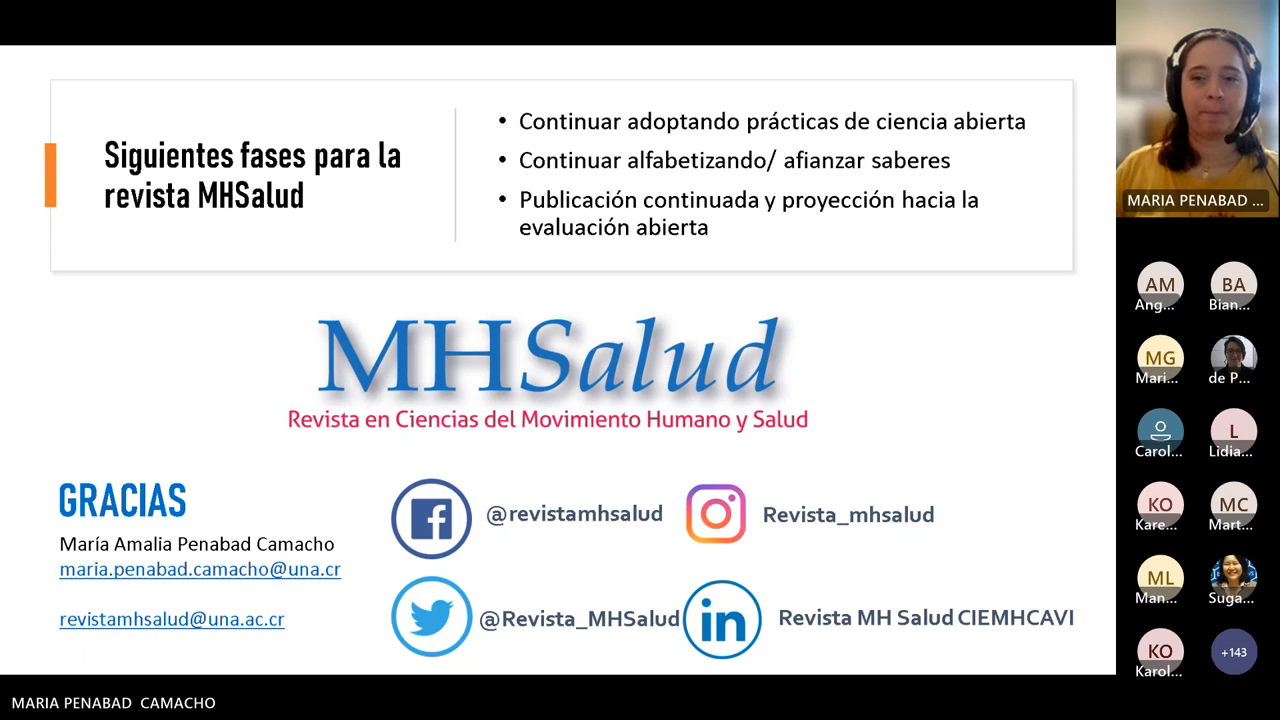 Siguientes fases para la
revista MHSalud
• Continuar adoptando prácticas de ciencia abierta
• Continuar alfabetizando/ afianzar saberes
• Publicación continuada y proyección hacia la
evaluación abierta
MHSalud
Revista en Ciencias del Movimiento Humano y Salud
GRACIAS
María Amalia Penabad Camacho
maria.penabad.camacho@una.cr
revistamhsalud@una.ac.cr
@revistamhsalud
Revista_mhsalud
@Revista_MHSalud
in
Revista MH Salud CIEMHCAVI
MARIA PENABAD ...
AM
Ang...
BA
Bian...
MG
Mari...
de P...
Carol...
L
Lidia...
KO
Kare...
MC
Mart...
ML
Man...
Suga...
KO
Karol...
+143
MARIA PENABAD CAMACHO